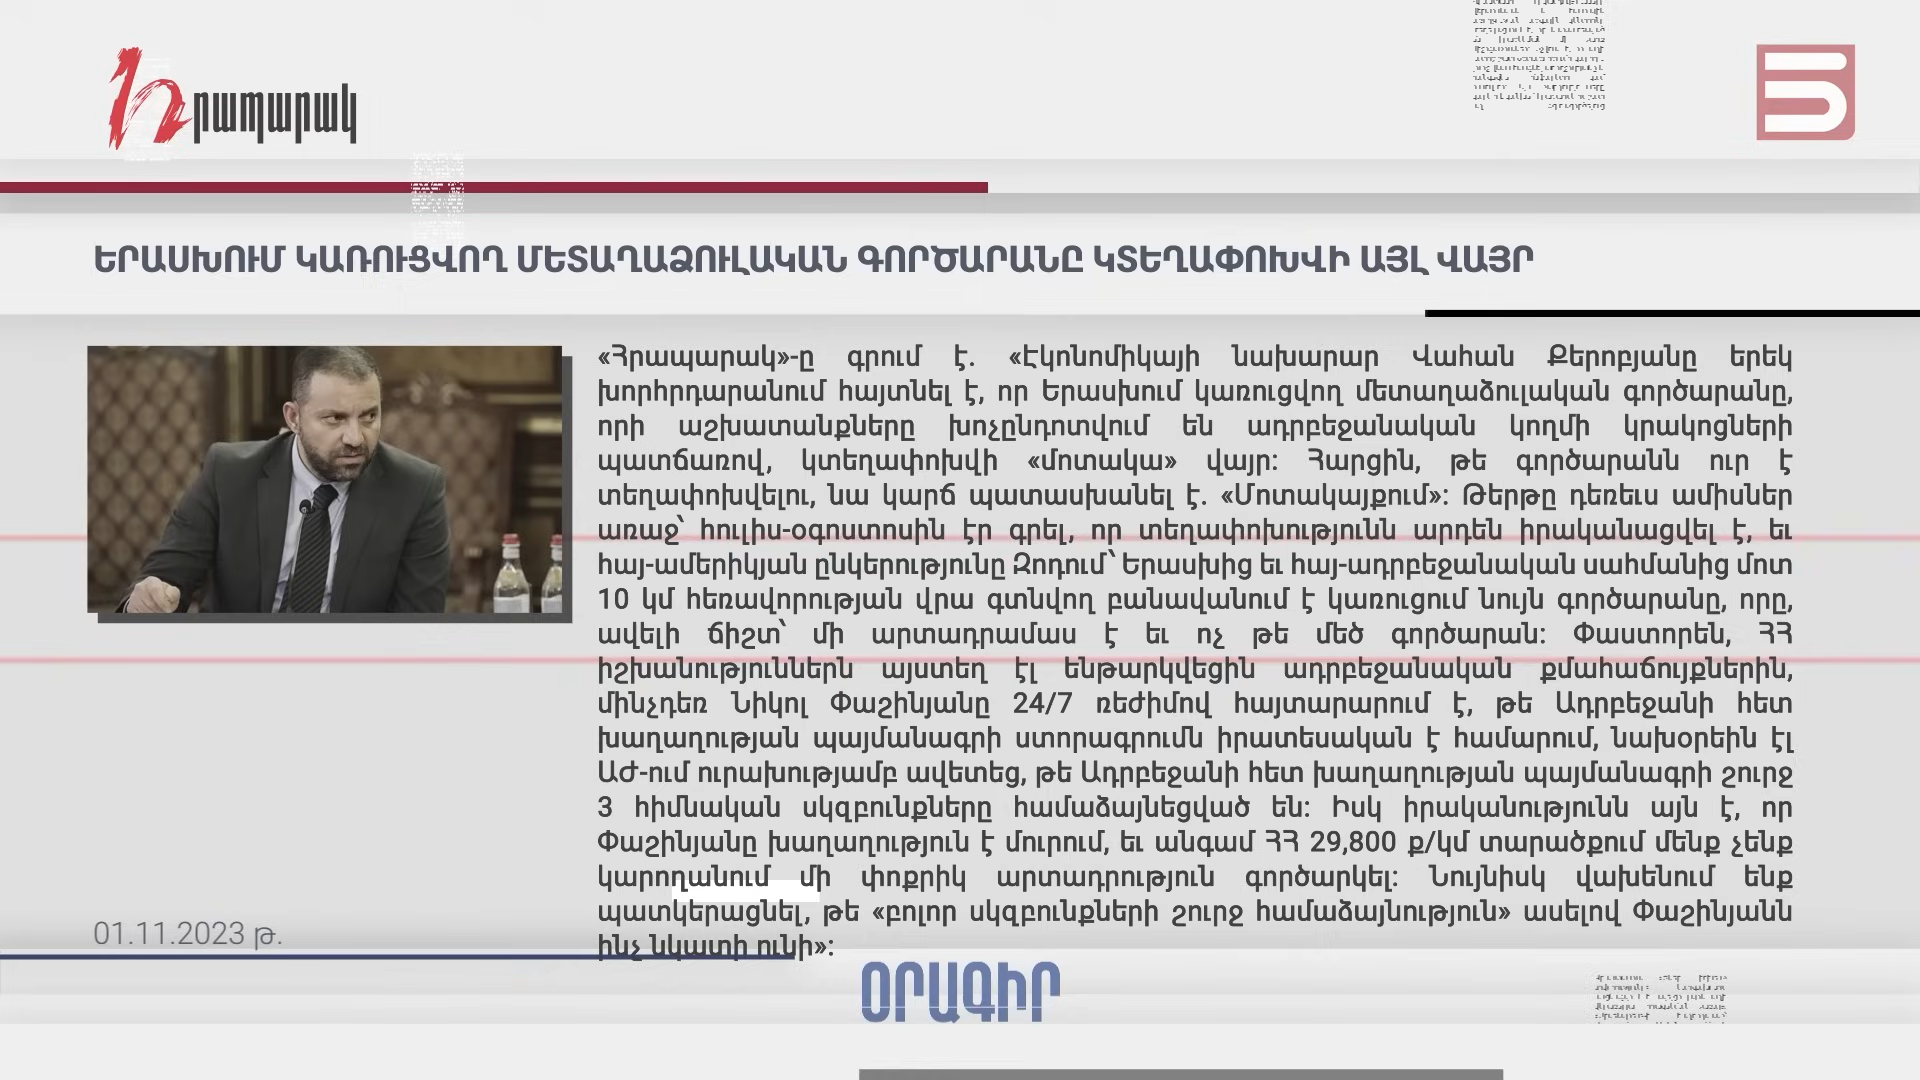 Հրապարակ
5
ԵՐԱՍԽՈՒՄ ԿԱՌՈՒՑՎՈՂ ՄԵՏԱՂԱՁՈՒԼԱԿԱՆ ԳՈՐԾԱՐԱՆԸ ԿՏԵՂԱՓՈԽՎԻ ԱՅԼ ՎԱՅՐ
«Հրապարակ»-ը գրում է. «Էկոնոմիկայի նախարար Վահան Քերոբյանը երեկ
խորհրդարանում հայտնել է, որ Երասխում կառուցվող մետաղաձուլական գործարանը,
որի աշխատանքները խոչընդոտվում են ադրբեջանական կողմի կրակոցների
պատճառով, կտեղափոխվի «մոտակա» վայր։ Հարցին, թե գործարանն ուր է
տեղափոխվելու, նա կարճ պատասխանել է. «Մոտակայքում»։ Թերթը դեռեւս ամիսներ
առաջ՝ հուլիս-օգոստոսին էր գրել, որ տեղափոխությունն արդեն իրականացվել է, եւ
հայ-ամերիկյան ընկերությունը Զոդում՝ Երասխից եւ հայ-ադրբեջանական սահմանից մոտ
10 կմ հեռավորության վրա գտնվող բանավանում է կառուցում նույն գործարանը, որը,
ավելի ճիշտ՝ մի արտադրամաս է եւ ոչ թե մեծ գործարան։ Փաստորեն, ՀՀ
իշխանություններն այստեղ էլ ենթարկվեցին ադրբեջանական քմահաճույքներին,
մինչդեռ Նիկոլ Փաշինյանը 24/7 ռեժիմով հայտարարում է, թե Ադրբեջանի հետ
խաղաղության պայմանագրի ստորագրումն իրատեսական է համարում, նախօրեին էլ
ԱԺ-ում ուրախությամբ ավետեց, թե Ադրբեջանի հետ խաղաղության պայմանագրի շուրջ
3 հիմնական սկզբունքները համաձայնեցված են։ Իսկ իրականությունն այն է, որ
Փաշինյանը խաղաղություն է մուրում, եւ անգամ ՀՀ 29,800 ք/կմ տարածքում մենք չենք
կարողանում մի փոքրիկ արտադրություն գործարկել։ Նույնիսկ վախենում ենք
պատկերացնել, թե «բոլոր սկզբունքների շուրջ համաձայնություն» ասելով Փաշինյանն
ինչ նկատի ունի»։
01.11.2023 թ.
ՕՐԱԳԻՐ